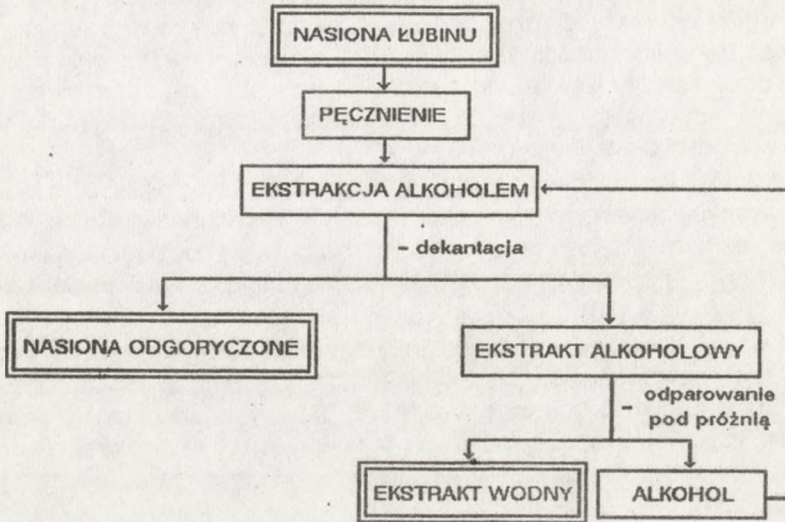 NASIONA ŁUBINU
PĘCZNIENIE
EKSTRAKCJA ALKOHOLEM
- dekantacja
NASIONA ODGORYCZONE
EKSTRAKT ALKOHOLOWY
- odparowanie
pod próżnią
EKSTRAKT WODNY
ALKOHOL